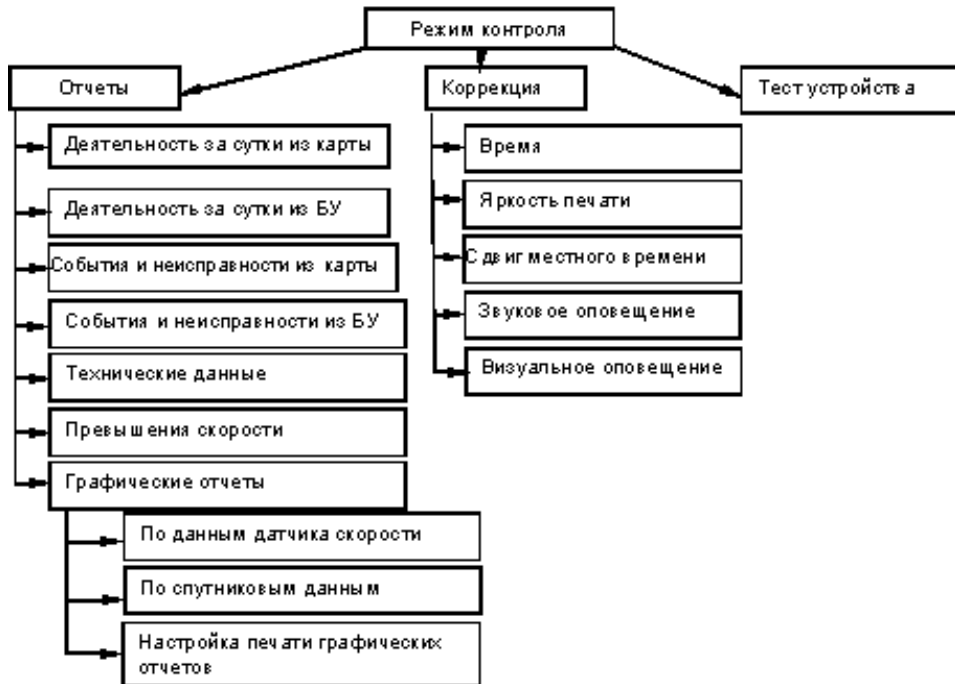 Режим контроля
Отчеты
Деятельность за сутки из карты
Деятельность за сутки из БУ
События и неисправности из карты
События и неисправности из БУ
Технические данные
Превышения скорости
Графические отчеты
По данным датчика скорости
По спутниковым данным
Настройка печати графических
отчетов
Коррекция
Время
Яркость печати
Сдвиг местного времени
Звуковое оповещение
Визуальное оповещение
Тест устройства